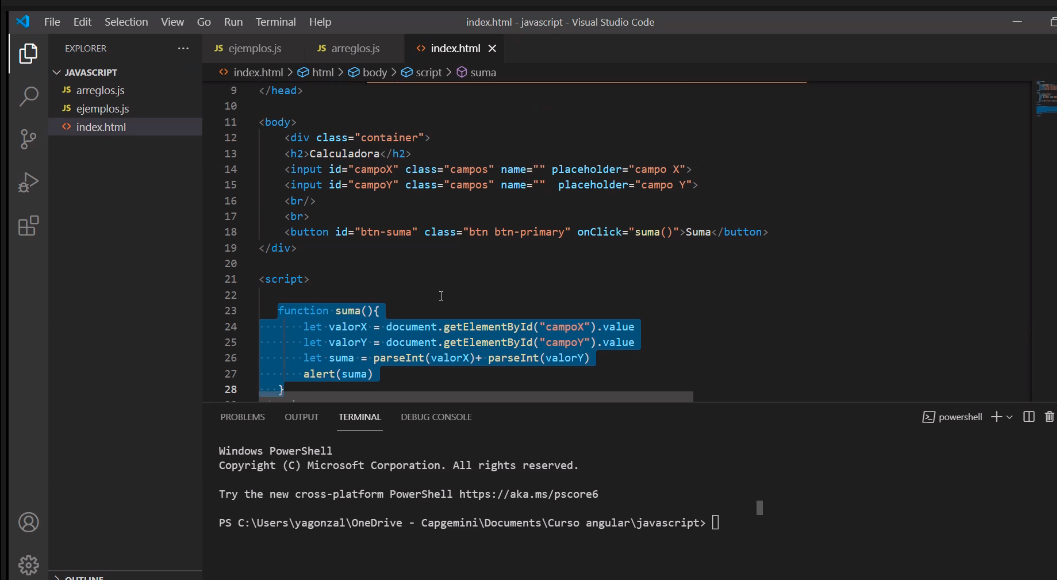 File Edit Selection View Go Run Terminal Help index.html - javascript - Visual Studio Code
EXPLORER ··· JS ejemplos.js JS arreglos.js <> index.html ×
JAVASCRIPT
JS arreglos.js
JS ejemplos.js
<> index.html
<> index.html > html > body > script > suma
9 </head>
10
11 <body>
12 <div class="container">
13 <h2>Calculadora</h2>
14 <input id="campoX" class="campos" name="" placeholder="campo X">
15 <input id="campoY" class="campos" name="" placeholder="campo Y">
16 <br/>
17 <br>
18 <button id="btn-suma" class="btn btn-primary" onClick="suma()">Suma</button>
19 </div>
20
21 <script>
22
23 function suma(){
24 let valorX = document.getElementById("campoX").value
25 let valorY = document.getElementById("campoY").value
26 let suma = parseInt(valorX)+ parseInt(valorY)
27 alert(suma)
28 }
PROBLEMS OUTPUT TERMINAL DEBUG CONSOLE powershell
Windows PowerShell
Copyright (C) Microsoft Corporation. All rights reserved.
Try the new cross-platform PowerShell https://aka.ms/pscore6
PS C:\Users\yagonzal\OneDrive - Capgemini\Documents\Curso angular\javascript>
OUTLINE